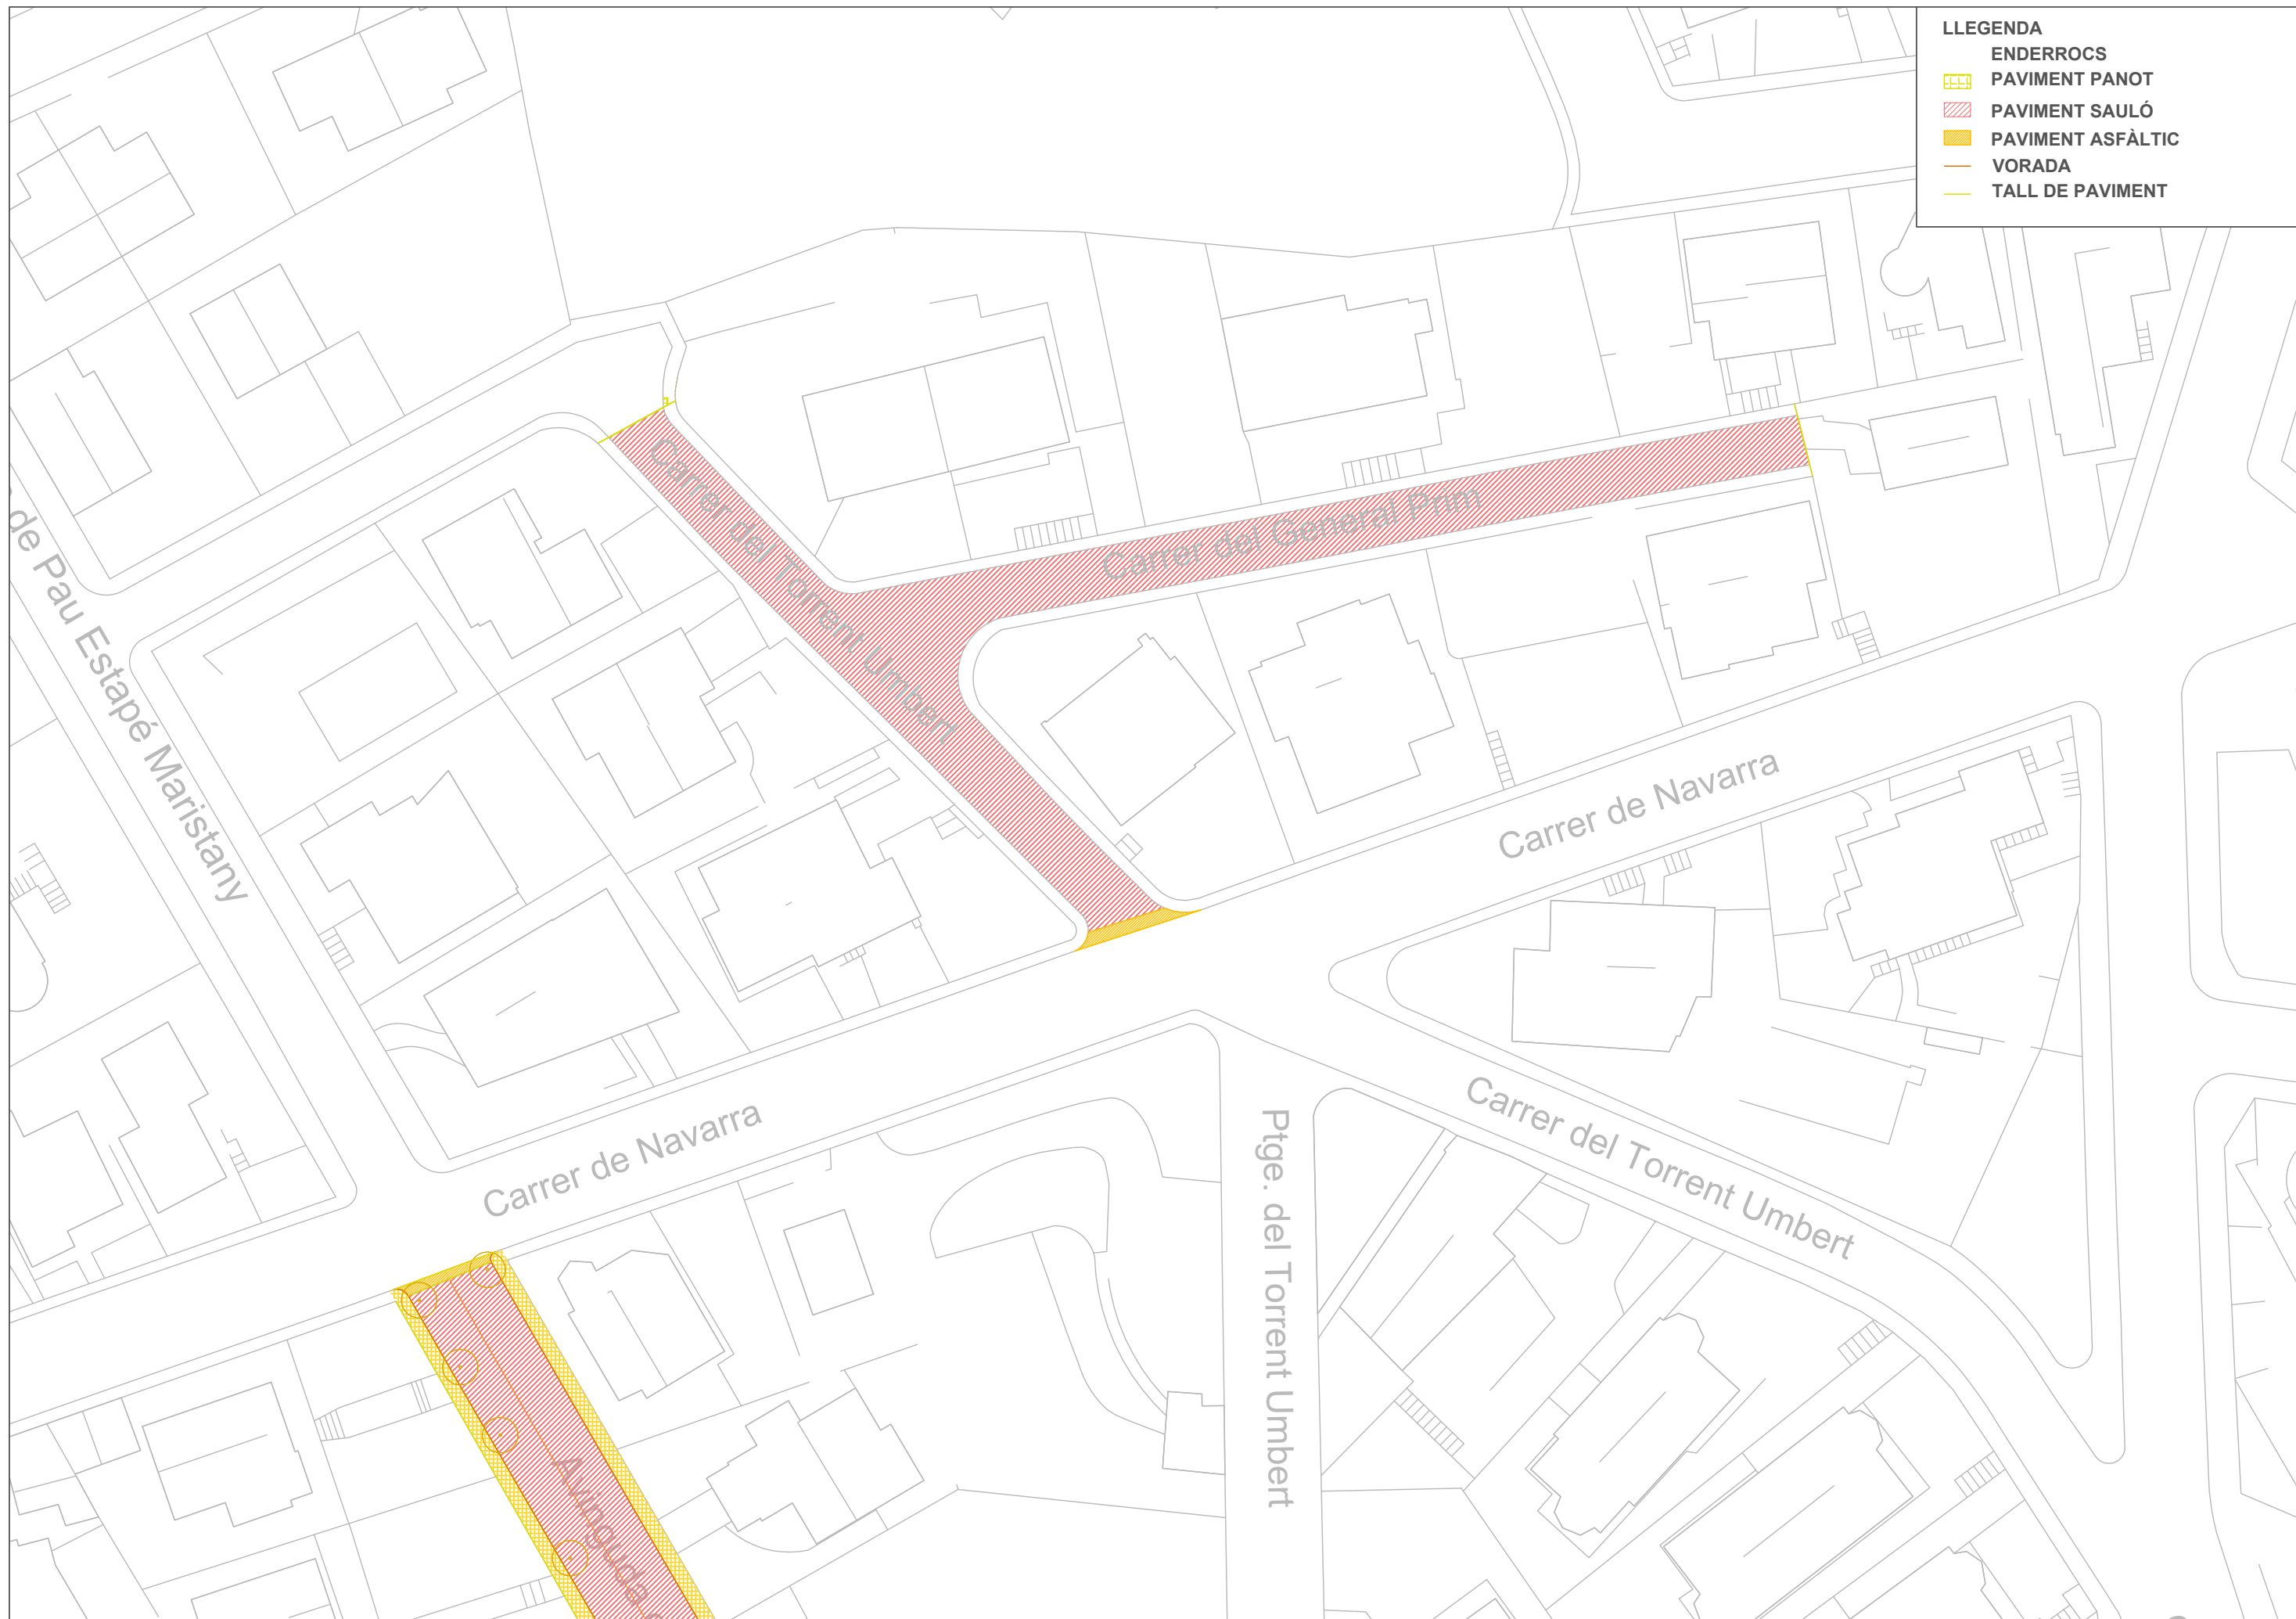 LLEGENDA
ENDERROCS
PAVIMENT PANOT
PAVIMENT SAULÓ
PAVIMENT ASFÀLTIC
VORADA
TALL DE PAVIMENT
Carrer del Torrent Umbert
Carrer del General Prim
de Pau Estapé Maristany
Carrer de Navarra
Carrer de Navarra
Carrer del Torrent Umbert
Ptge. del Torrent Umbert
Avinguda